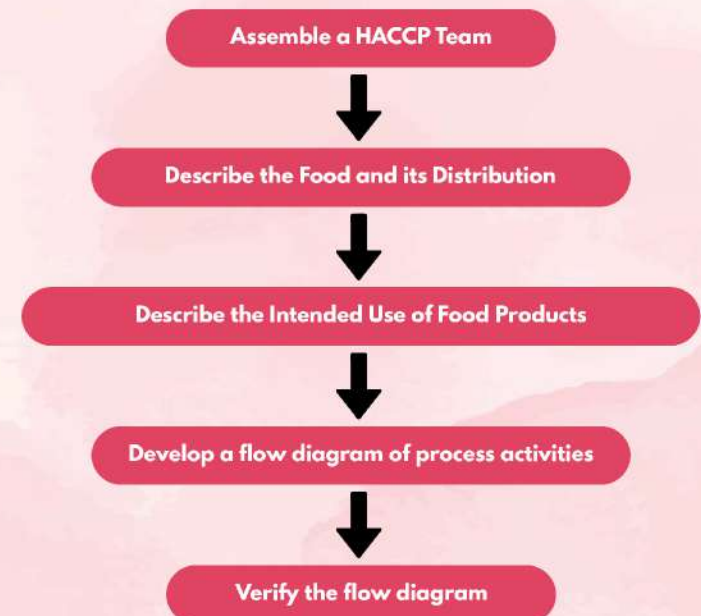 Assemble a HACCP Team
Describe the Food and its Distribution
Describe the Intended Use of Food Products
Develop a flow diagram of process activities
Verify the flow diagram